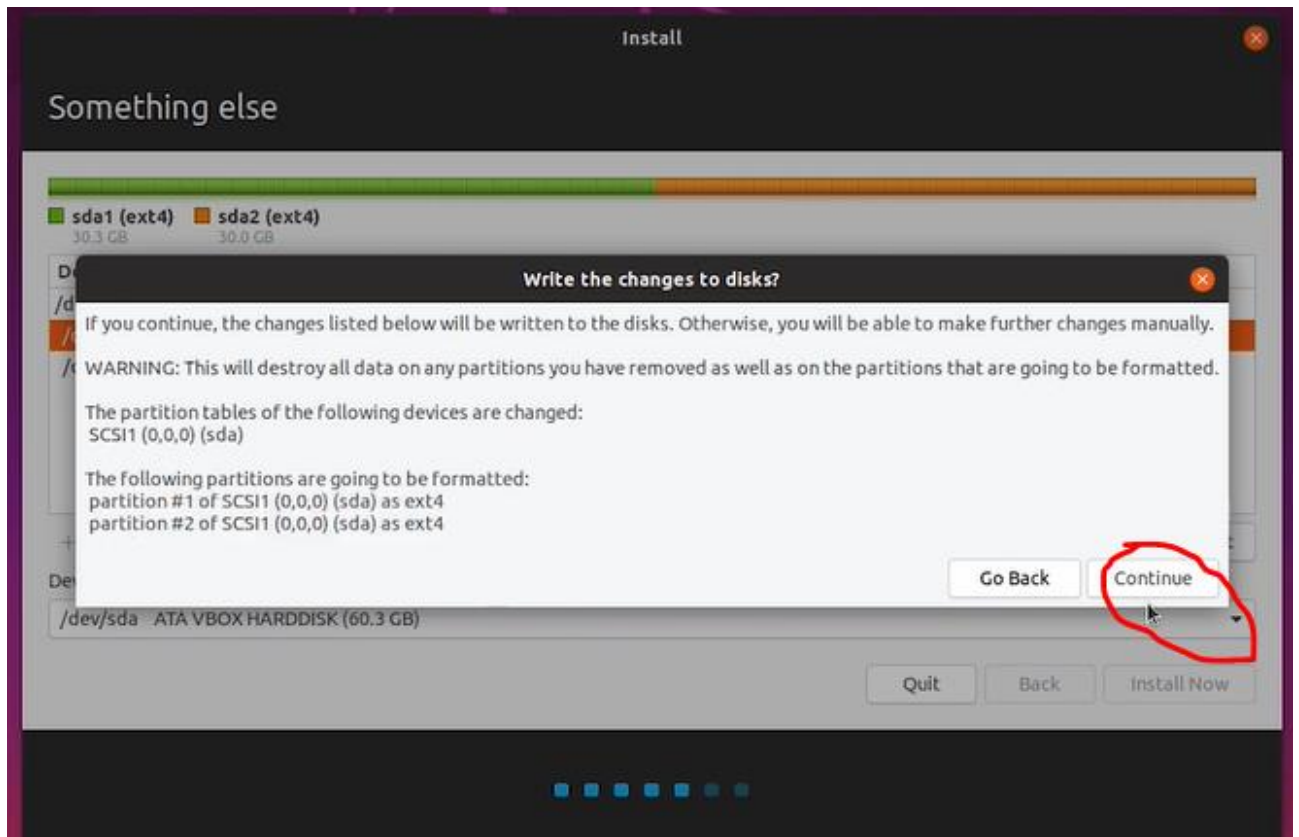 Install
Something else
sda1 (ext4) sda2 (ext4)
30.3 GB 30.0 GB
Write the changes to disks?
If you continue, the changes listed below will be written to the disks. Otherwise, you will be able to make further changes manually.
WARNING: This will destroy all data on any partitions you have removed as well as on the partitions that are going to be formatted.
The partition tables of the following devices are changed:
SCSI1 (0,0,0) (sda)
The following partitions are going to be formatted:
partition #1 of SCSI1 (0,0,0) (sda) as ext4
partition #2 of SCSI1 (0,0,0) (sda) as ext4
Go Back Continue
/dev/sda ATA VBOX HARDDISK (60.3 GB)
Quit Back Install Now